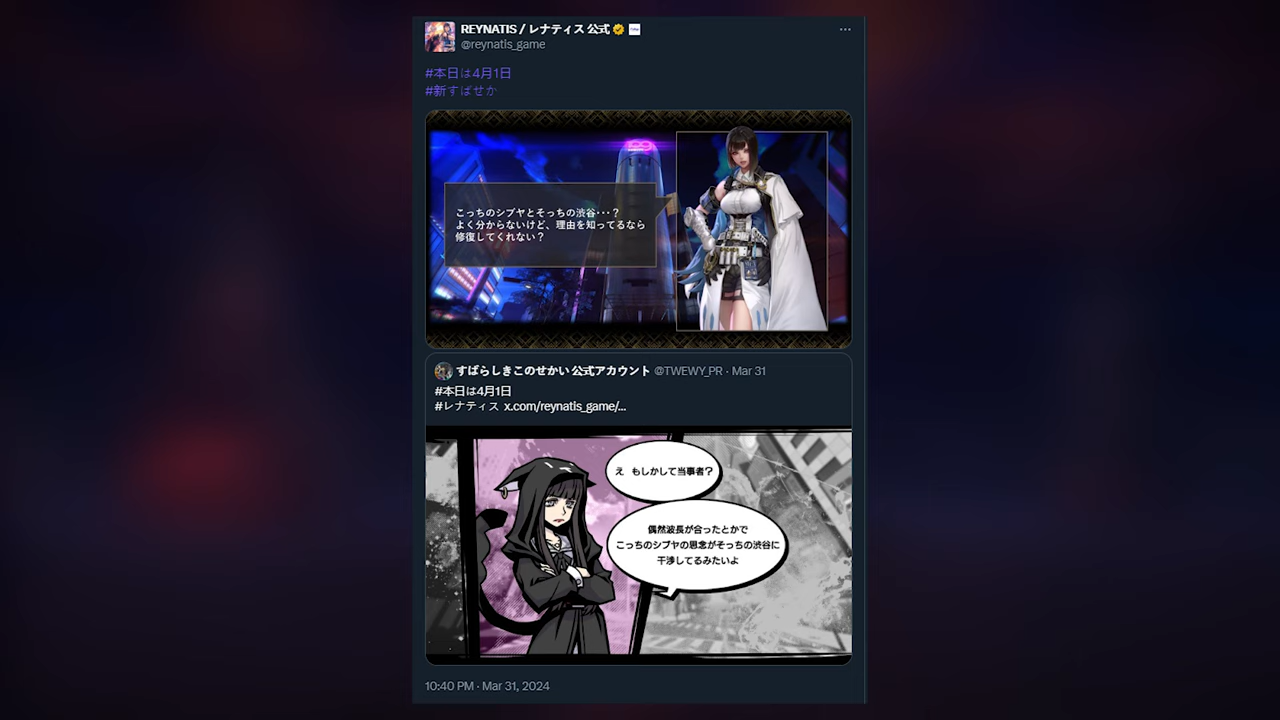 REYNATIS / レナティス 公式
@reynatis_game
#本日は4月1日
#新すばせか
109
こっちのシブヤとそっちの渋谷･･･？
よく分からないけど、理由を知ってるなら
修復してくれない？
すばらしきこのせかい 公式アカウント @TWEWY_PR · Mar 31
#本日は4月1日
#レナティス x.com/reynatis_game/...
え もしかして当事者？
偶然波長が合ったとかで
こっちのシブヤの思念がそっちの渋谷に
干渉してるみたいよ
10:40 PM · Mar 31, 2024